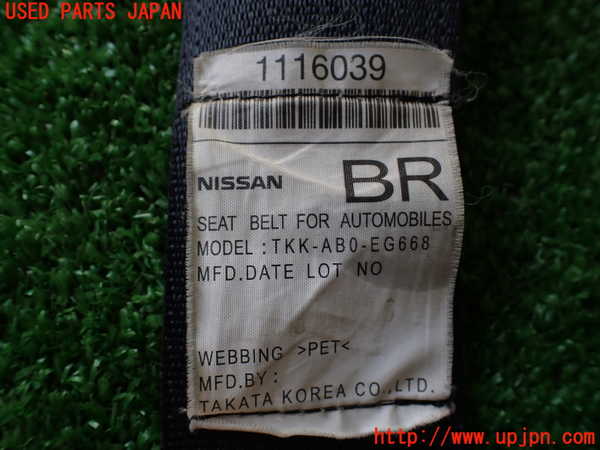 USED PARTS JAPAN
1116039
NISSAN BR
SEAT BELT FOR AUTOMOBILES
MODEL:TKK-AB0-EG668
MFD.DATE LOT NO
WEBBING >PET<
MFD.BY:
TAKATA KOREA CO.,LTD.
http://www.upjpn.com/